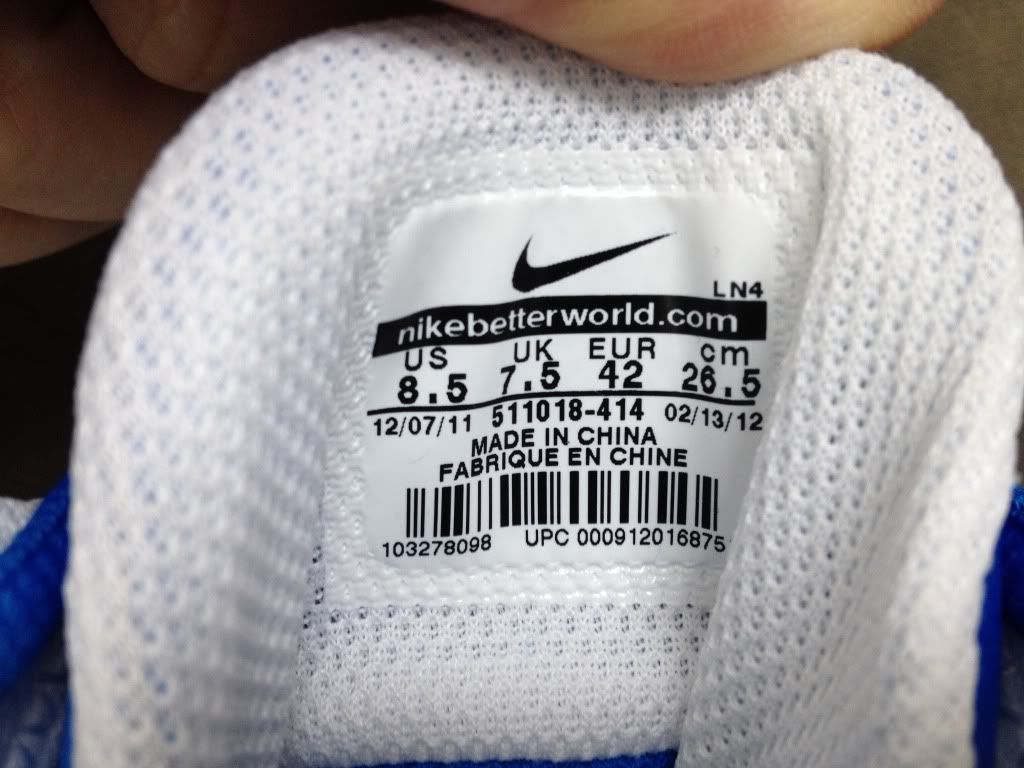 LN4
nikebetterworld.com
US UK EUR cm
8.5 7.5 42 26.5
12/07/11 511018-414 02/13/12
MADE IN CHINA
FABRIQUE EN CHINE
103278098 UPC 000912016875